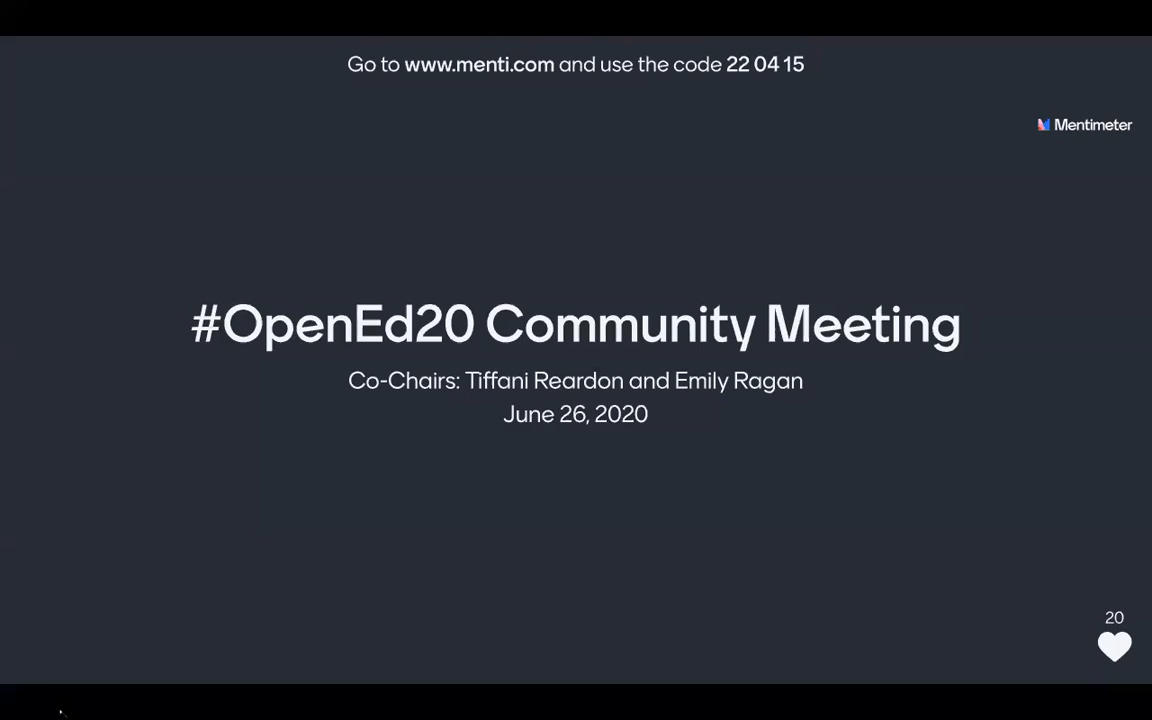 Go to www.menti.com and use the code 22 04 15
Mentimeter
#OpenEd20 Community Meeting
Co-Chairs: Tiffani Reardon and Emily Ragan
June 26, 2020
20